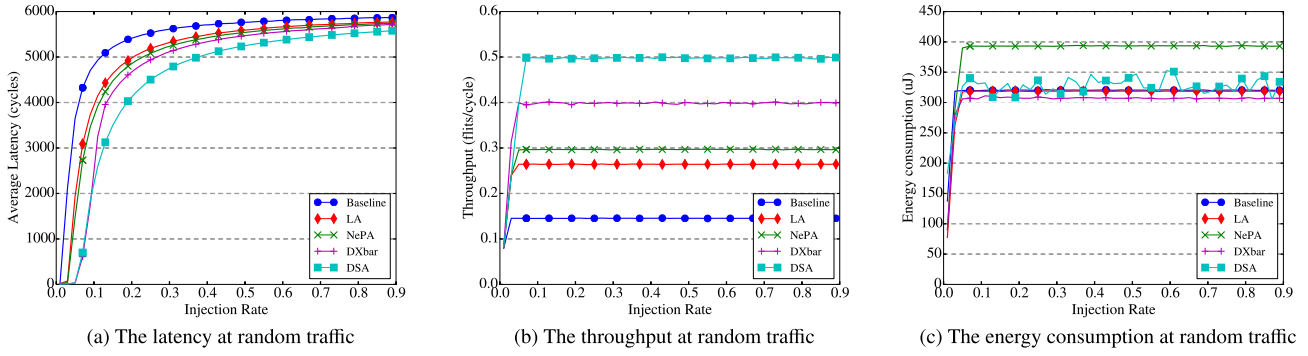 6000
5000
4000
3000
2000
1000
0
0.0 0.1 0.2 0.3 0.4 0.5 0.6 0.7 0.8 0.9
Average Latency (cycles)
Injection Rate
Baseline
LA
NePA
DXbar
DSA
(a) The latency at random traffic
0.6
0.5
0.4
0.3
0.2
0.1
0.0
0.0 0.1 0.2 0.3 0.4 0.5 0.6 0.7 0.8 0.9
Throughput (flits/cycle)
Injection Rate
Baseline
LA
NePA
DXbar
DSA
(b) The throughput at random traffic
450
400
350
300
250
200
150
100
50
0
0.0 0.1 0.2 0.3 0.4 0.5 0.6 0.7 0.8 0.9
Energy consumption (uJ)
Injection Rate
Baseline
LA
NePA
DXbar
DSA
(c) The energy consumption at random traffic